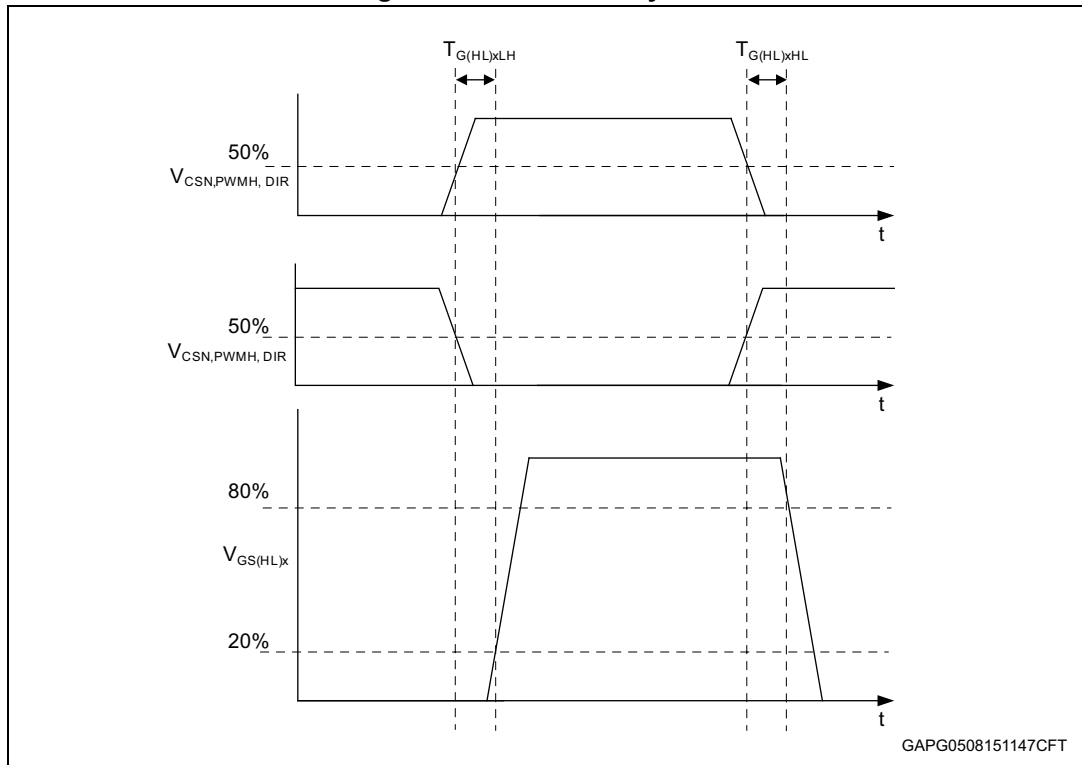 T_G(HL)xLH
T_G(HL)xHL
50%
V_CSN,PWMH, DIR
t
50%
V_CSN,PWMH, DIR
t
80%
V_GS(HL)x
20%
t
GAPG0508151147CFT